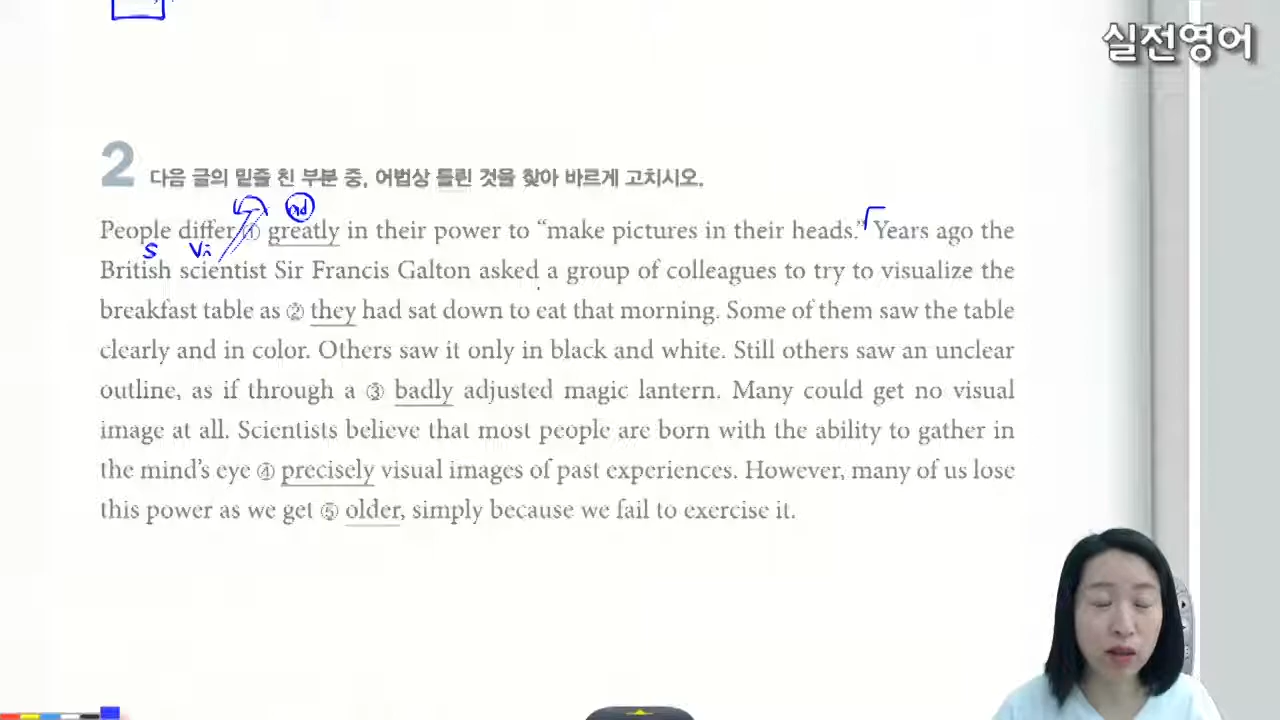 실전영어
2 다음 글의 밑줄 친 부분 중, 어법상 틀린 것을 찾아 바르게 고치시오.
ad
People differ ① greatly in their power to “make pictures in their heads.” Years ago the
S Vi
British scientist Sir Francis Galton asked a group of colleagues to try to visualize the
breakfast table as ② they had sat down to eat that morning. Some of them saw the table
clearly and in color. Others saw it only in black and white. Still others saw an unclear
outline, as if through a ③ badly adjusted magic lantern. Many could get no visual
image at all. Scientists believe that most people are born with the ability to gather in
the mind’s eye ④ precisely visual images of past experiences. However, many of us lose
this power as we get ⑤ older, simply because we fail to exercise it.